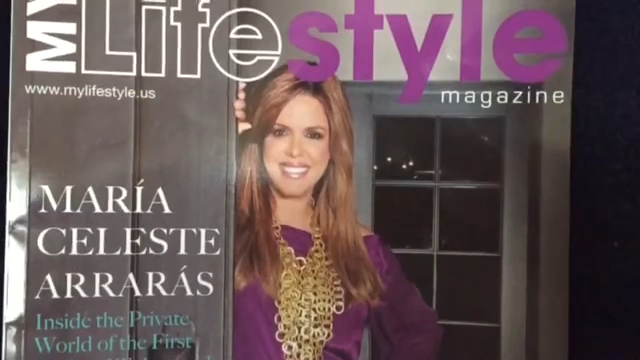 MY Lifestyle
magazine
www.mylifestyle.us
MARÍA
CELESTE
ARRARÁS
Inside the Private
World of the First